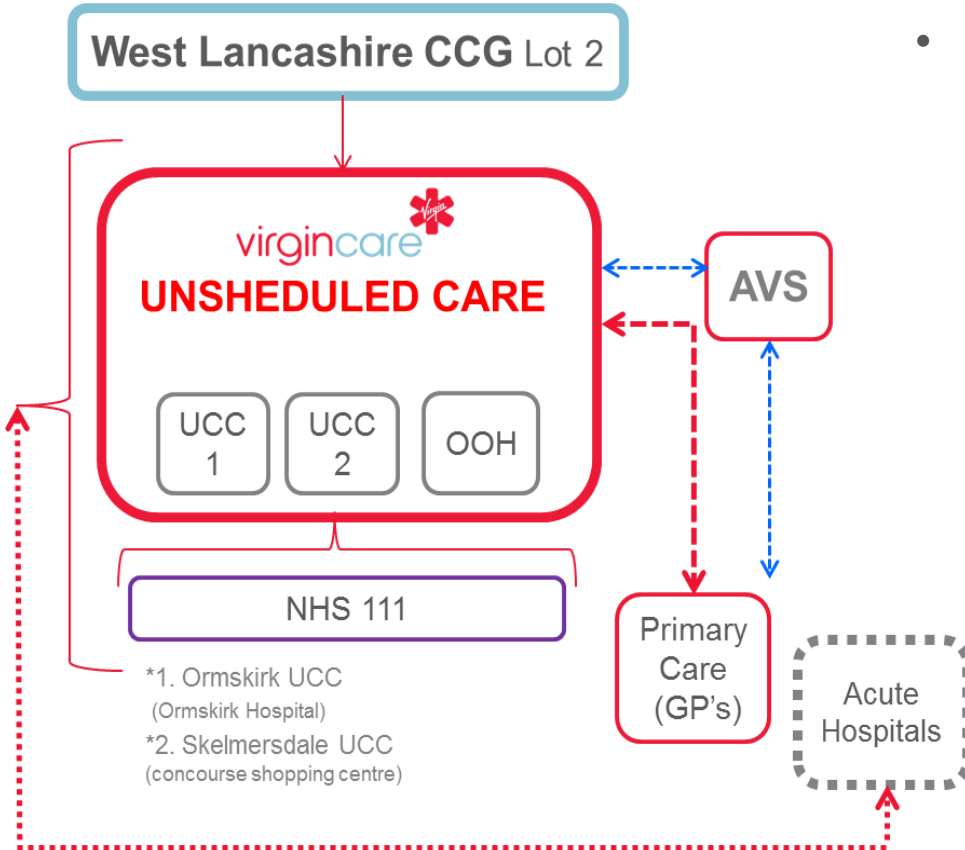 West Lancashire CCG Lot 2
•
Virgin
virgincare
UNSHEDULED CARE
UCC
1
UCC
2
OOH
AVS
NHS 111
*1. Ormskirk UCC
(Ormskirk Hospital)
*2. Skelmersdale UCC
(concourse shopping centre)
Primary
Care
(GP's)
Acute
Hospitals